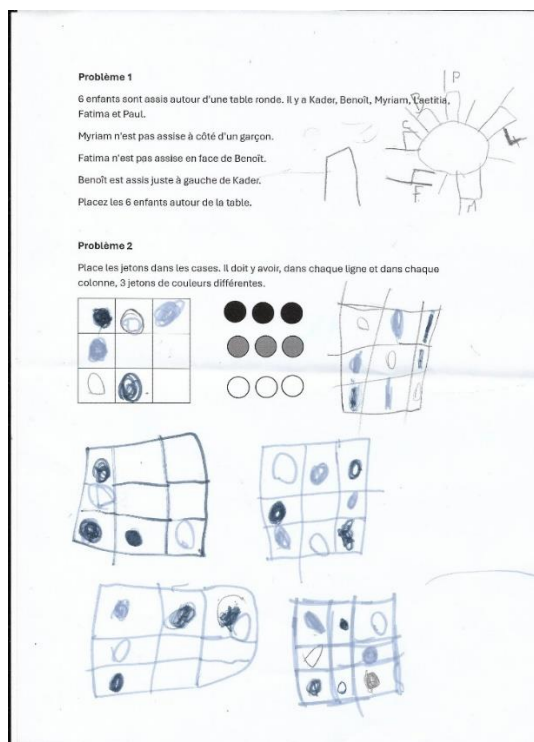 Problème 1
6 enfants sont assis autour d'une table ronde. Il y a Kader, Benoît, Myriam, Laetitia,
Fatima et Paul.
Myriam n'est pas assise à côté d'un garçon.
Fatima n'est pas assise en face de Benoît.
Benoît est assis juste à gauche de Kader.
Placez les 6 enfants autour de la table.
P
B
L
F
M
Problème 2
Place les jetons dans les cases. Il doit y avoir, dans chaque ligne et dans chaque
colonne, 3 jetons de couleurs différentes.